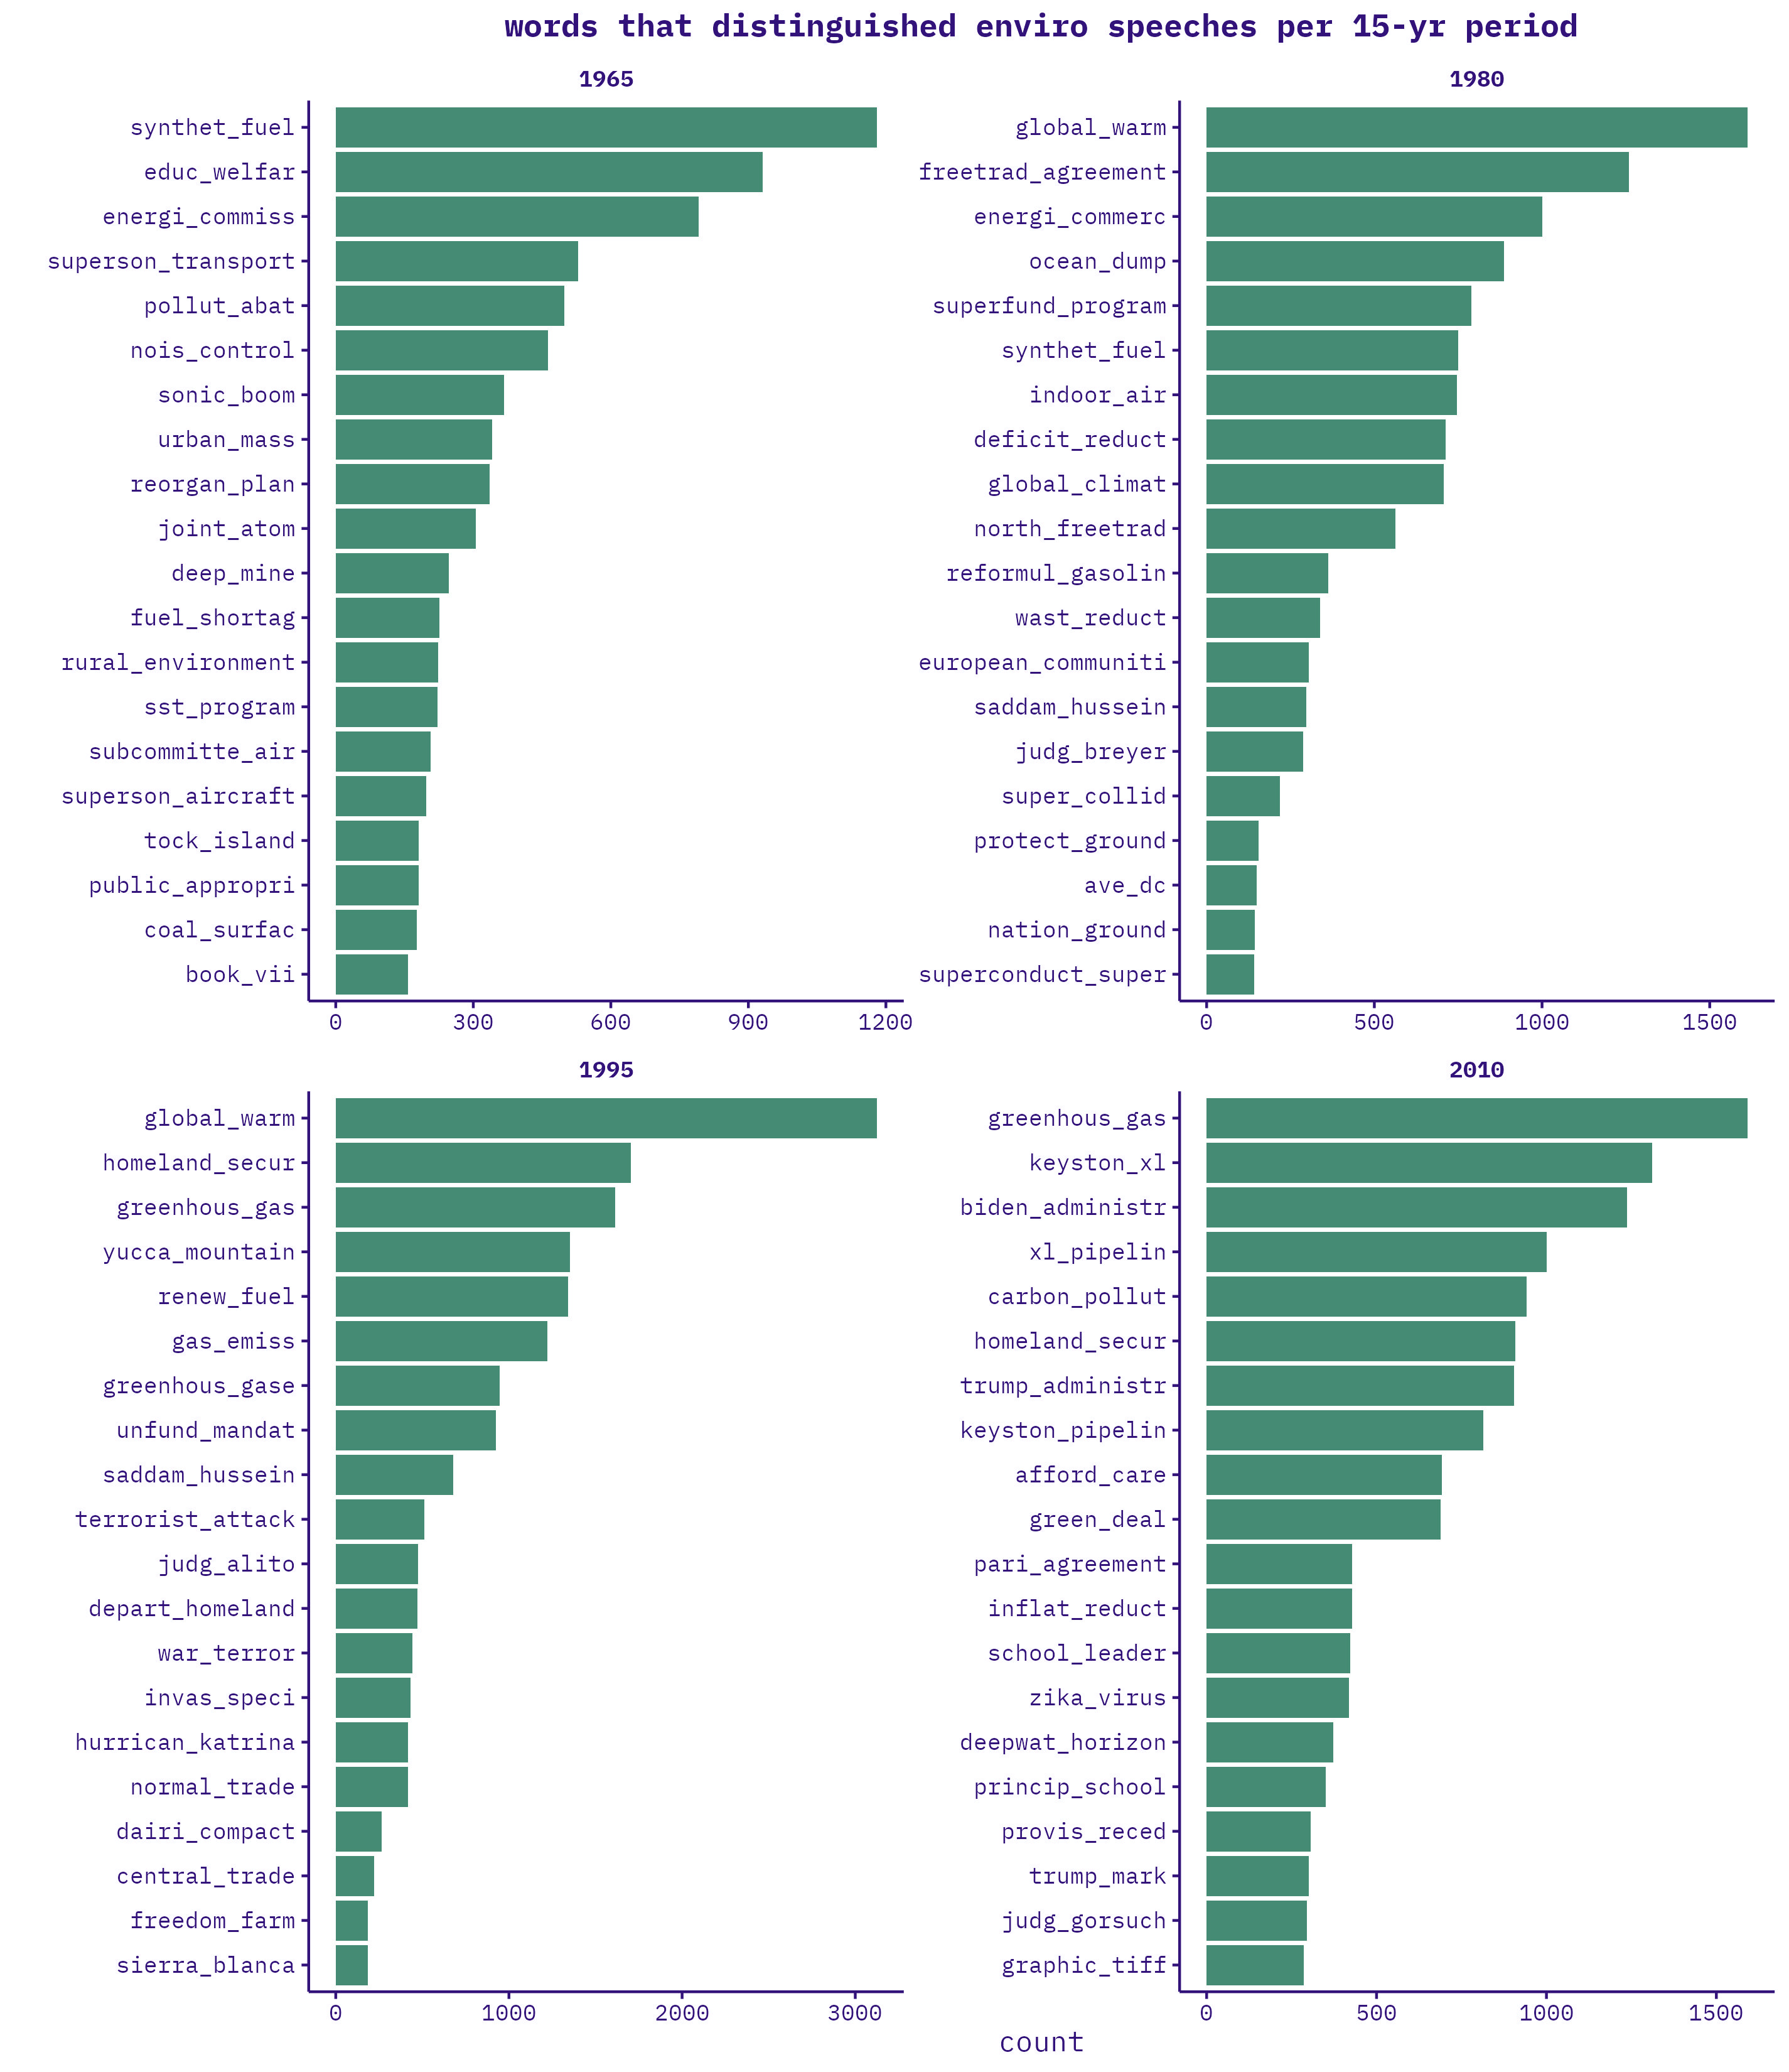 words that distinguished enviro speeches per 15-yr period
1965
synthet_fuel
educ_welfar
energi_commiss
superson_transport
pollut_abat
nois_control
sonic_boom
urban_mass
reorgan_plan
joint_atom
deep_mine
fuel_shortag
rural_environment
sst_program
subcommitte_air
superson_aircraft
tock_island
public_appropri
coal_surfac
book_vii
0 300 600 900 1200
1980
global_warm
freetrad_agreement
energi_commerc
ocean_dump
superfund_program
synthet_fuel
indoor_air
deficit_reduct
global_climat
north_freetrad
reformul_gasolin
wast_reduct
european_communiti
saddam_hussein
judg_breyer
super_collid
protect_ground
ave_dc
nation_ground
superconduct_super
0 500 1000 1500
1995
global_warm
homeland_secur
greenhous_gas
yucca_mountain
renew_fuel
gas_emiss
greenhous_gase
unfund_mandat
saddam_hussein
terrorist_attack
judg_alito
depart_homeland
war_terror
invas_speci
hurrican_katrina
normal_trade
dairi_compact
central_trade
freedom_farm
sierra_blanca
0 1000 2000 3000
2010
greenhous_gas
keyston_xl
biden_administr
xl_pipelin
carbon_pollut
homeland_secur
trump_administr
keyston_pipelin
afford_care
green_deal
pari_agreement
inflat_reduct
school_leader
zika_virus
deepwat_horizon
princip_school
provis_reced
trump_mark
judg_gorsuch
graphic_tiff
0 500 1000 1500
count